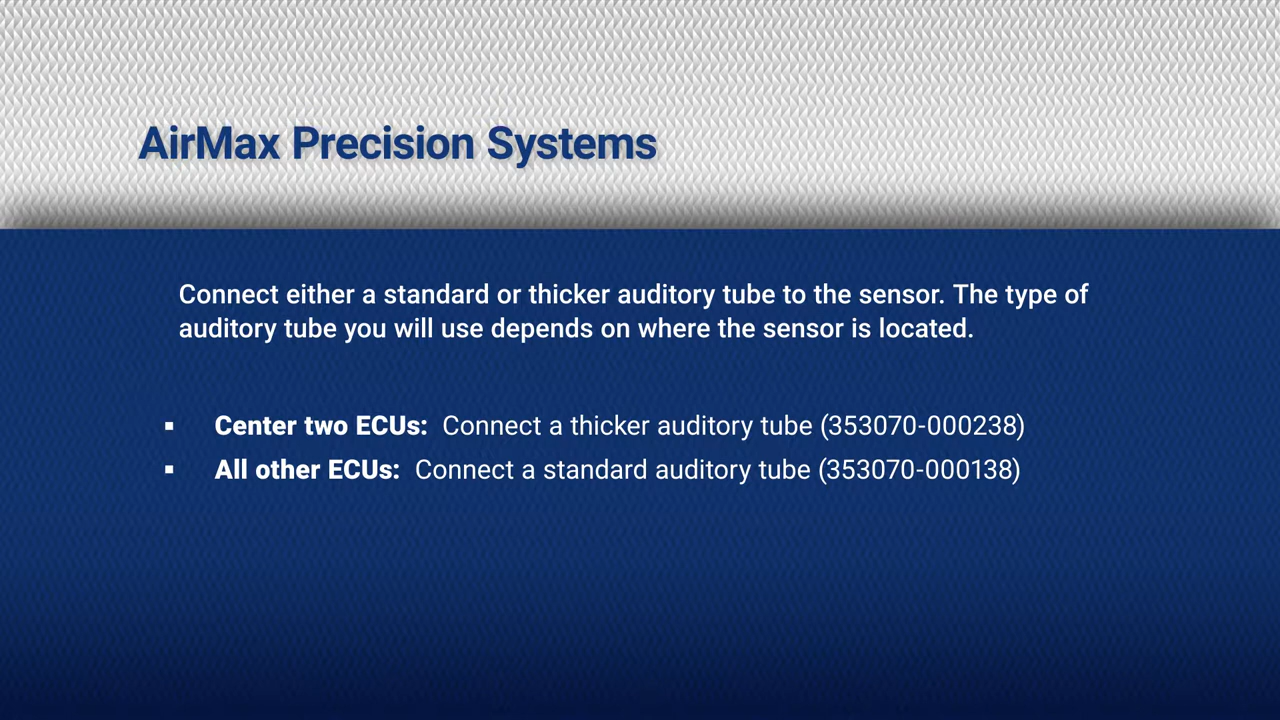 AirMax Precision Systems
Connect either a standard or thicker auditory tube to the sensor. The type of
auditory tube you will use depends on where the sensor is located.
▪ Center two ECUs: Connect a thicker auditory tube (353070-000238)
▪ All other ECUs: Connect a standard auditory tube (353070-000138)